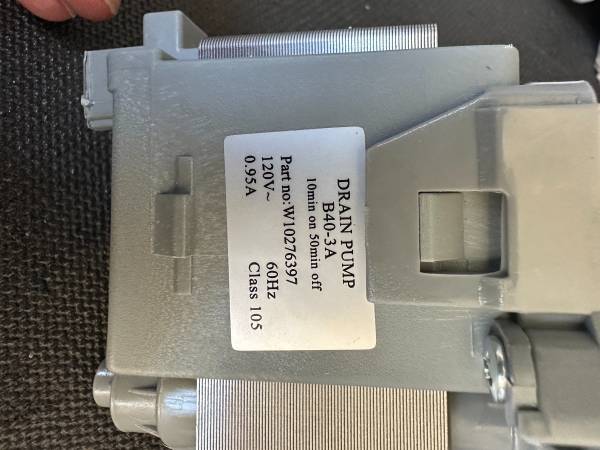 DRAIN PUMP
B40-3A
10min on 50min off
Part no:W10276397
120V~ 60Hz
0.95A Class 105